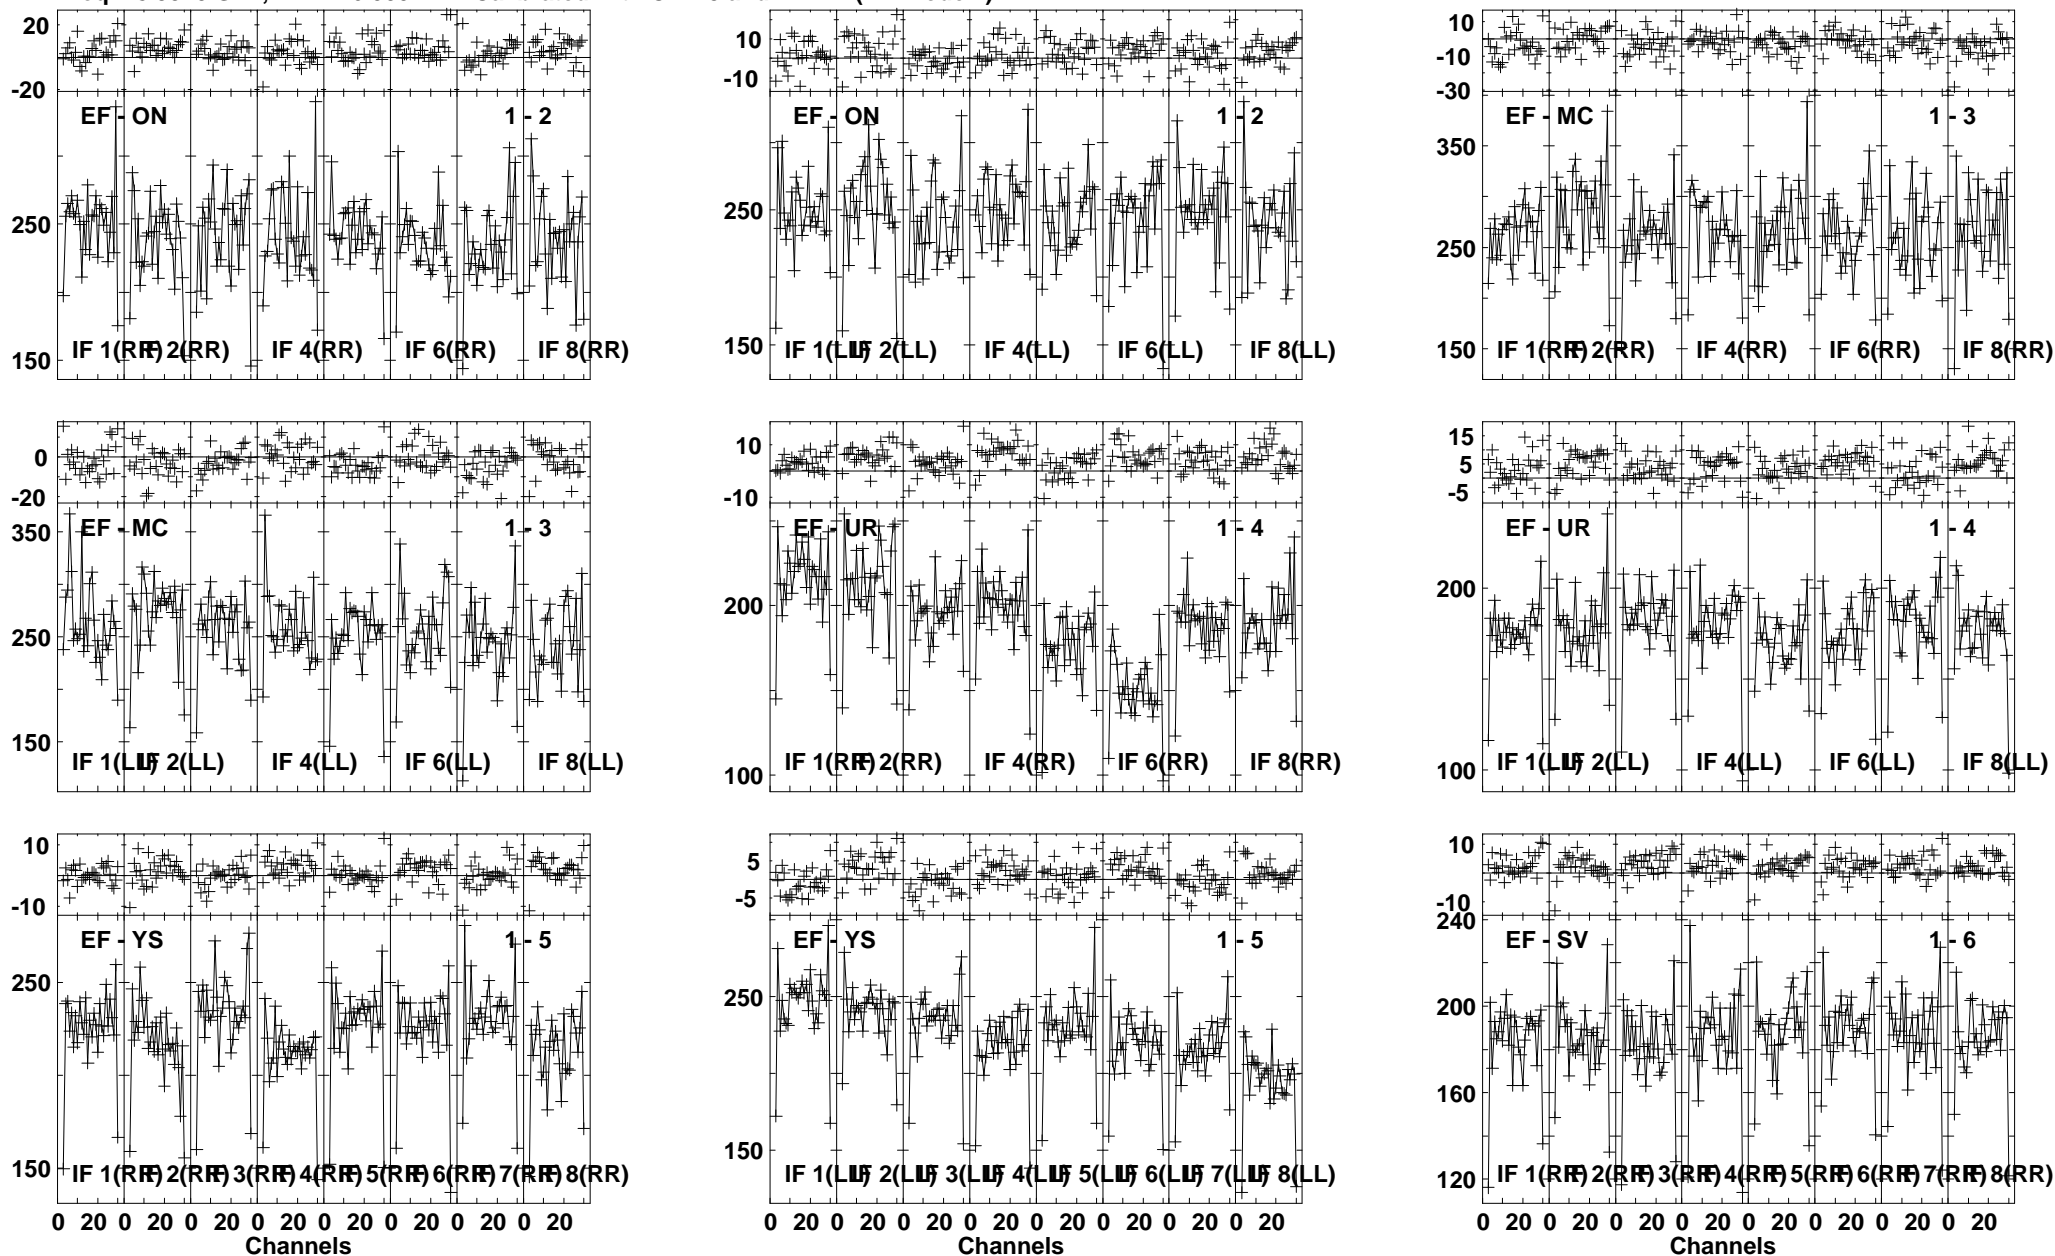 20 10 10
-20 -10 -10
-30
EF - ON 1 - 2 EF - ON 1 - 2 EF - MC 1 - 3
350
250 250 250
150 150 150
IF 1(RR) IF 2(RR) IF 4(RR) IF 6(RR) IF 8(RR) IF 1(LL) IF 2(LL) IF 4(LL) IF 6(LL) IF 8(LL) IF 1(RR) IF 2(RR) IF 4(RR) IF 6(RR) IF 8(RR)
0 10 15
5
-20 -10 -5
EF - MC 1 - 3 EF - UR 1 - 4 EF - UR 1 - 4
350
250 200 200
150 100 100
IF 1(LL) IF 2(LL) IF 4(LL) IF 6(LL) IF 8(LL) IF 1(RR) IF 2(RR) IF 4(RR) IF 6(RR) IF 8(RR) IF 1(LL) IF 2(LL) IF 4(LL) IF 6(LL) IF 8(LL)
10 5 10
-10 -5 -10
240
EF - YS 1 - 5 EF - YS 1 - 5 EF - SV 1 - 6
250 250 200
160
150 150 120
IF 1(RR) IF 2(RR) IF 3(RR) IF 4(RR) IF 5(RR) IF 6(RR) IF 7(RR) IF 8(RR) IF 1(LL) IF 2(LL) IF 3(LL) IF 4(LL) IF 5(LL) IF 6(LL) IF 7(LL) IF 8(LL) IF 1(RR) IF 2(RR) IF 3(RR) IF 4(RR) IF 5(RR) IF 6(RR) IF 7(RR) IF 8(RR)
0 20 0 20 0 20 0 20 0 20 0 20 0 20 0 20 0 20 0 20 0 20 0 20 0 20 0 20 0 20 0 20 0 20 0 20 0 20 0 20 0 20 0 20 0 20 0 20
Channels Channels Channels